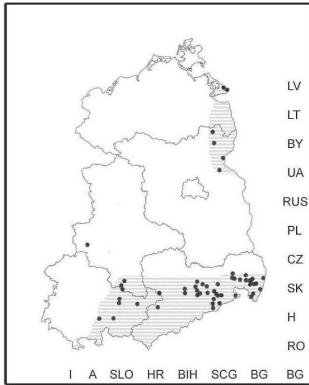 LV
LT
BY
UA
RUS
PL
CZ
SK
H
RO
I A SLO HR BIH SCG BG BG